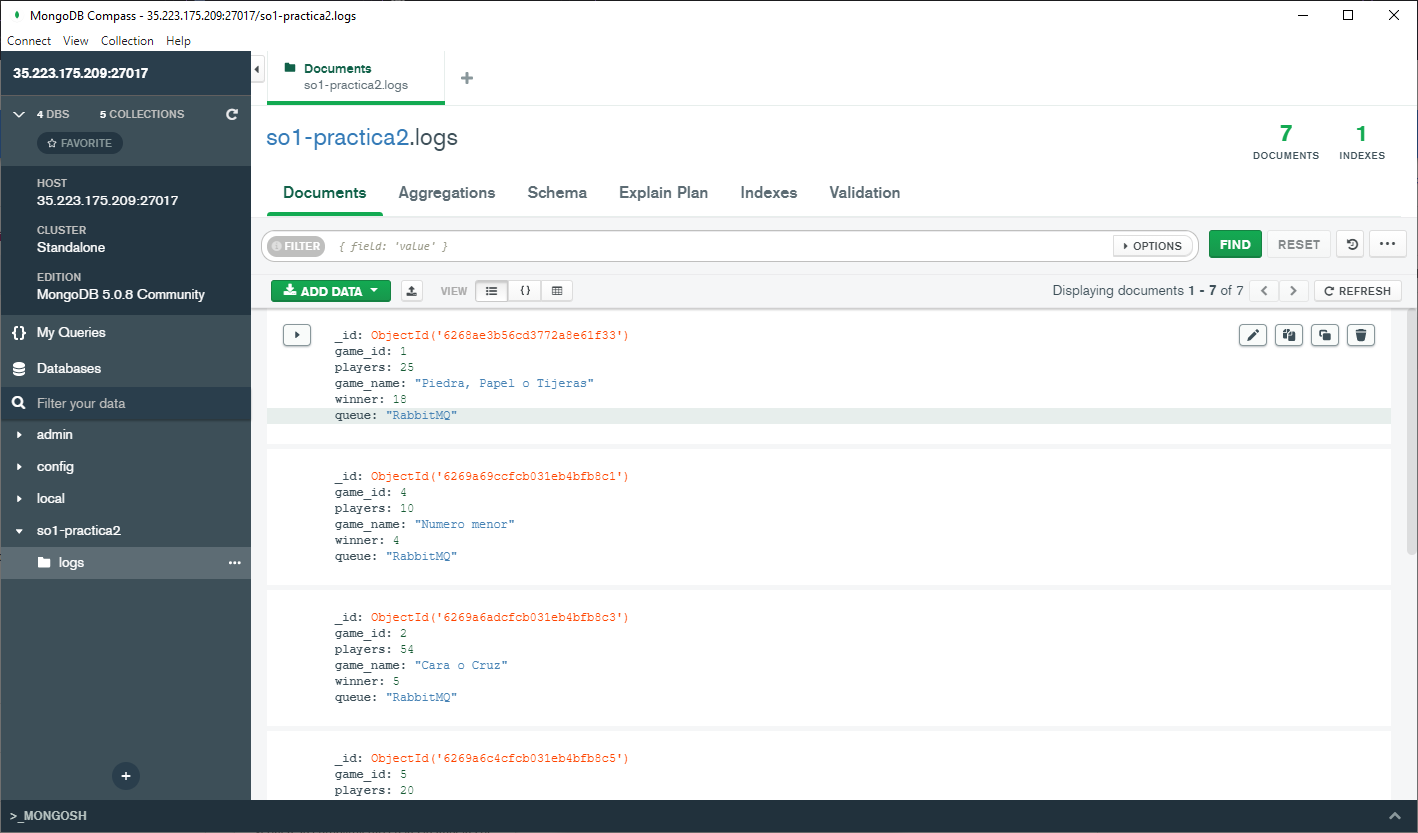 MongoDB Compass - 35.223.175.209:27017/so1-practica2.logs
Connect View Collection Help
35.223.175.209:27017
4 DBS 5 COLLECTIONS
FAVORITE
HOST
35.223.175.209:27017
CLUSTER
Standalone
EDITION
MongoDB 5.0.8 Community
{} My Queries
Databases
Filter your data
admin
config
local
so1-practica2
logs
>_MONGOSH
Documents
so1-practica2.logs
so1-practica2.logs
7
DOCUMENTS
1
INDEXES
Documents Aggregations Schema Explain Plan Indexes Validation
FILTER { field: 'value' } OPTIONS FIND RESET
ADD DATA VIEW {} Displaying documents 1 - 7 of 7 REFRESH
_id: ObjectId('6268ae3b56cd3772a8e61f33')
game_id: 1
players: 25
game_name: "Piedra, Papel o Tijeras"
winner: 18
queue: "RabbitMQ"
_id: ObjectId('6269a69ccfcb031eb4bfb8c1')
game_id: 4
players: 10
game_name: "Numero menor"
winner: 4
queue: "RabbitMQ"
_id: ObjectId('6269a6adcfcb031eb4bfb8c3')
game_id: 2
players: 54
game_name: "Cara o Cruz"
winner: 5
queue: "RabbitMQ"
_id: ObjectId('6269a6c4cfcb031eb4bfb8c5')
game_id: 5
players: 20